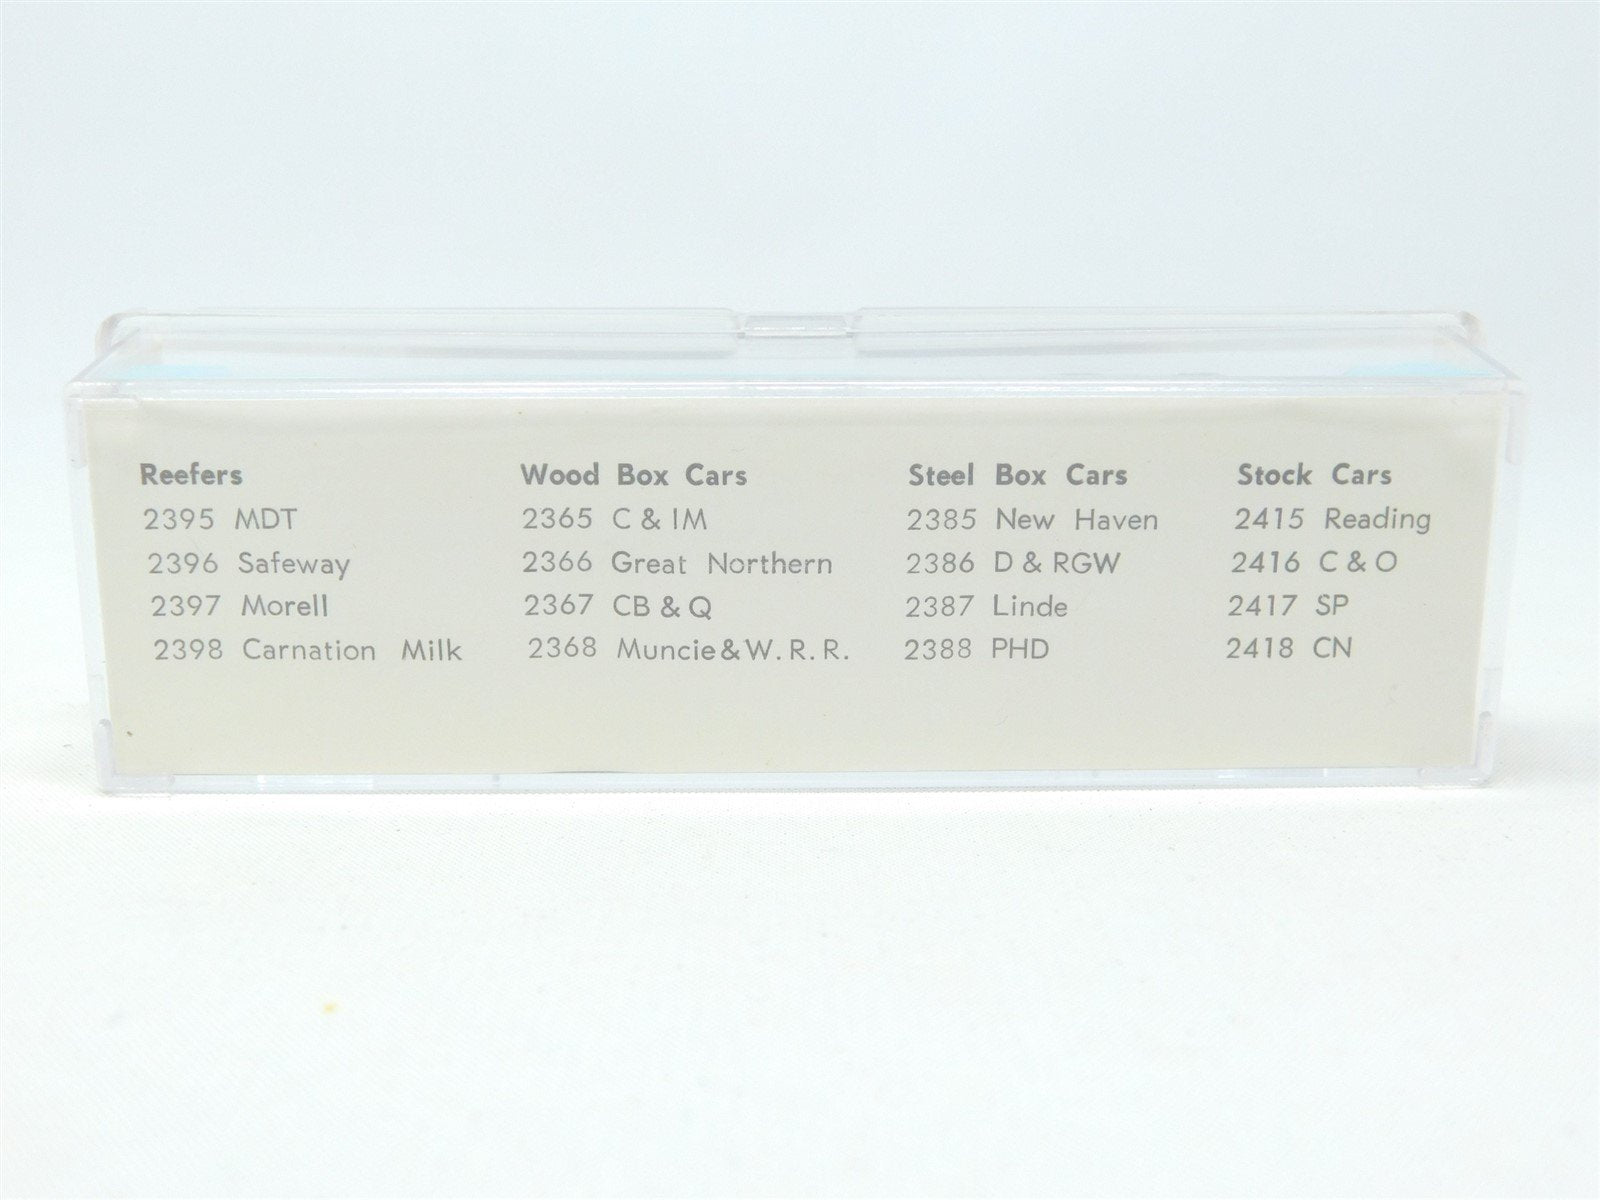 Reefers
2395 MDT
2396 Safeway
2397 Morell
2398 Carnation Milk
Wood Box Cars
2365 C & IM
2366 Great Northern
2367 CB & Q
2368 Muncie & W. R. R.
Steel Box Cars
2385 New Haven
2386 D & RGW
2387 Linde
2388 PHD
Stock Cars
2415 Reading
2416 C & O
2417 SP
2418 CN